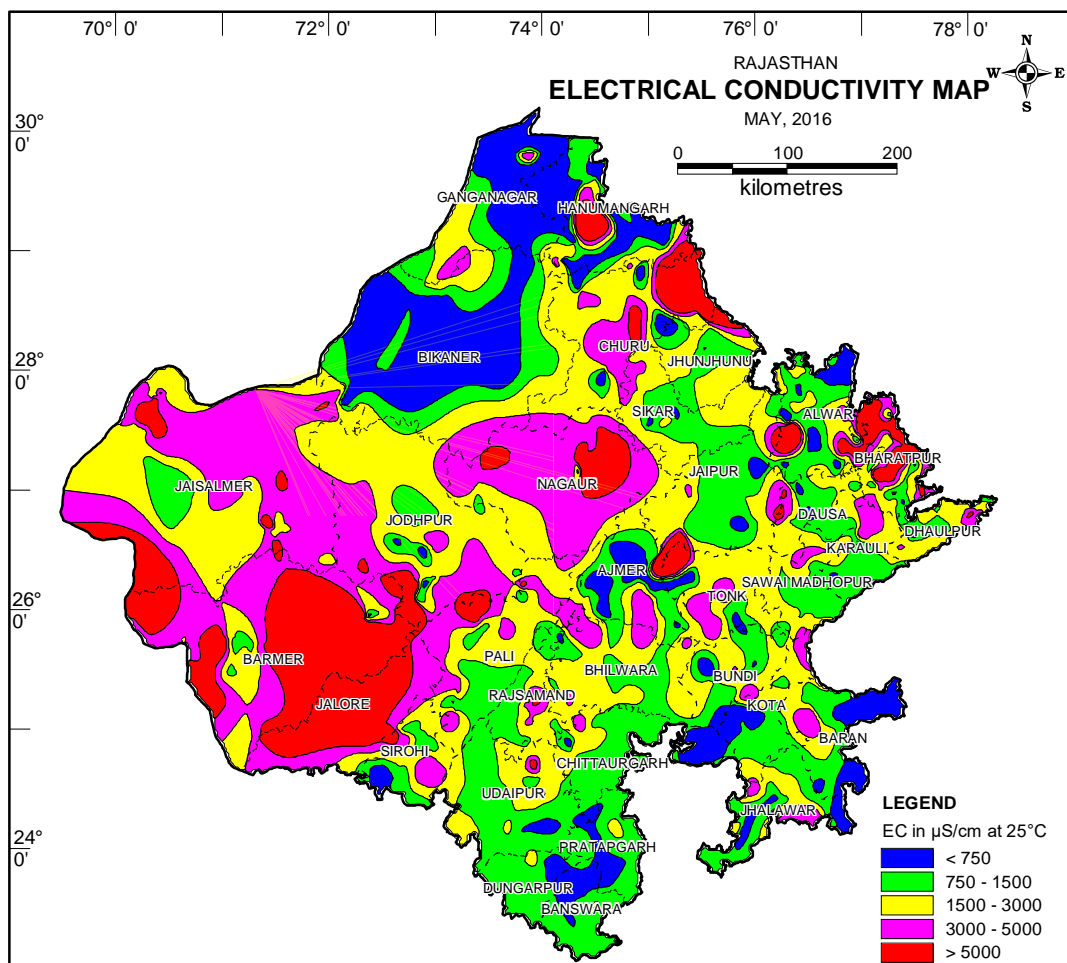 70° 0' 72° 0' 74° 0' 76° 0' 78° 0'
RAJASTHAN
ELECTRICAL CONDUCTIVITY MAP
MAY, 2016
N
W E
S
0 100 200
kilometres
30°
0'
28°
0'
26°
0'
24°
0'
GANGANAGAR
HANUMANGARH
BIKANER
CHURU
JHUNJHUNU
SIKAR
ALWAR
BHARATPUR
JAISALMER
NAGAUR
JAIPUR
JODHPUR
DAUSA
DHAULPUR
KARAULI
AJMER
SAWAI MADHOPUR
TONK
BARMER
PALI
BHILWARA
BUNDI
RAJSAMAND
JALORE
KOTA
BARAN
SIROHI
CHITTAURGARH
UDAIPUR
JHALAWAR
PRATAPGARH
DUNGARPUR
BANSWARA
LEGEND
EC in µS/cm at 25°C
< 750
750 - 1500
1500 - 3000
3000 - 5000
> 5000